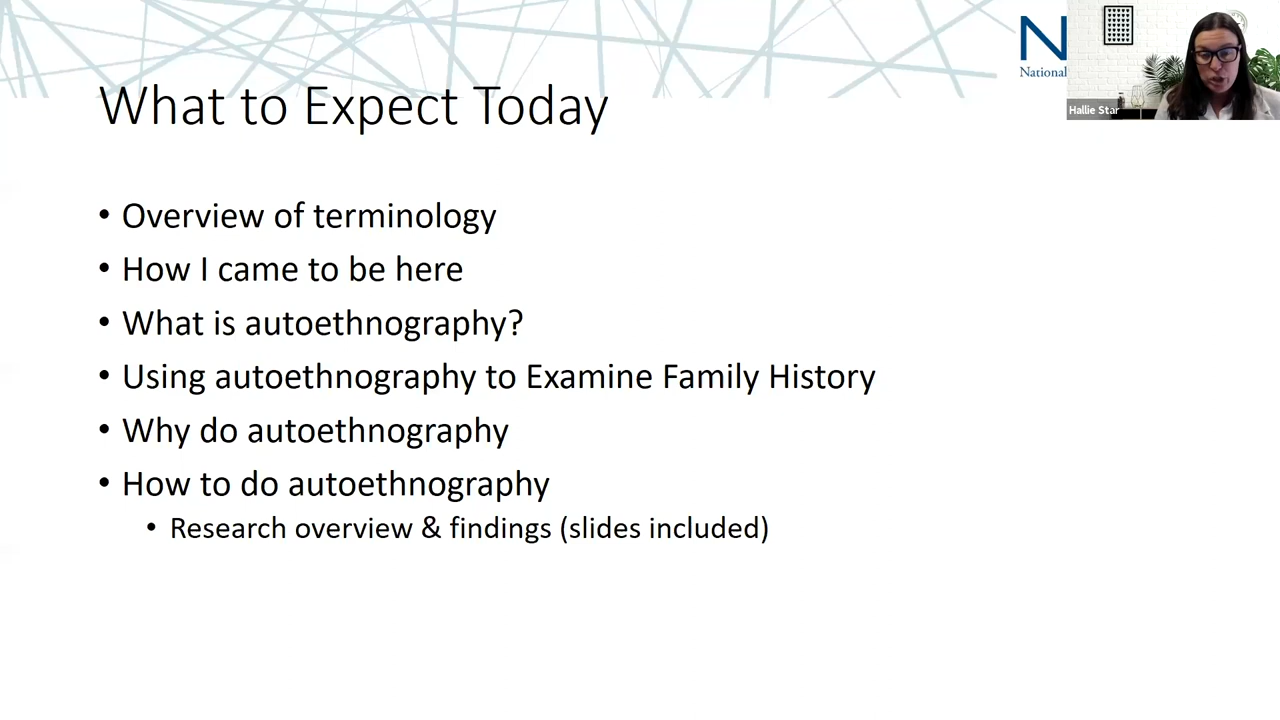 What to Expect Today
• Overview of terminology
• How I came to be here
• What is autoethnography?
• Using autoethnography to Examine Family History
• Why do autoethnography
• How to do autoethnography
• Research overview & findings (slides included)
N
National
Hallie Star